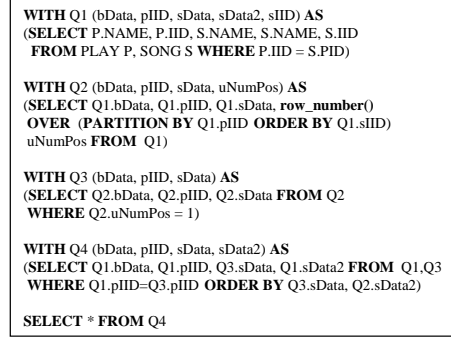 WITH Q1 (bData, pIID, sData, sData2, sIID) AS
(SELECT P.NAME, P.IID, S.NAME, S.NAME, S.IID
FROM PLAY P, SONG S WHERE P.IID = S.PID)
WITH Q2 (bData, pIID, sData, uNumPos) AS
(SELECT Q1.bData, Q1.pIID, Q1.sData, row_number()
OVER (PARTITION BY Q1.pIID ORDER BY Q1.sIID)
uNumPos FROM Q1)
WITH Q3 (bData, pIID, sData) AS
(SELECT Q2.bData, Q2.pIID, Q2.sData FROM Q2
WHERE Q2.uNumPos = 1)
WITH Q4 (bData, pIID, sData, sData2) AS
(SELECT Q1.bData, Q1.pIID, Q3.sData, Q1.sData2 FROM Q1,Q3
WHERE Q1.pIID=Q3.pIID ORDER BY Q3.sData, Q2.sData2)
SELECT * FROM Q4